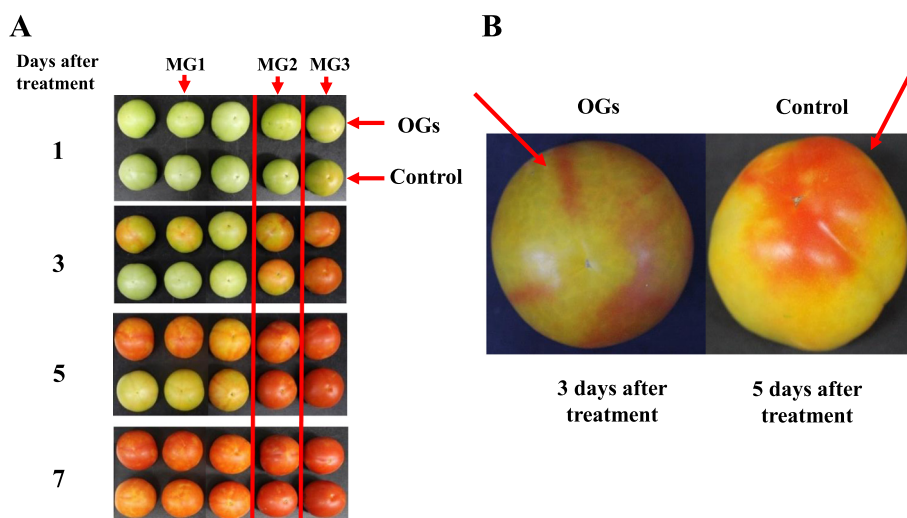 A
Days after
treatment
MG1
MG2
MG3
1
OGs
Control
3
5
7
B
OGs
Control
3 days after
treatment
5 days after
treatment